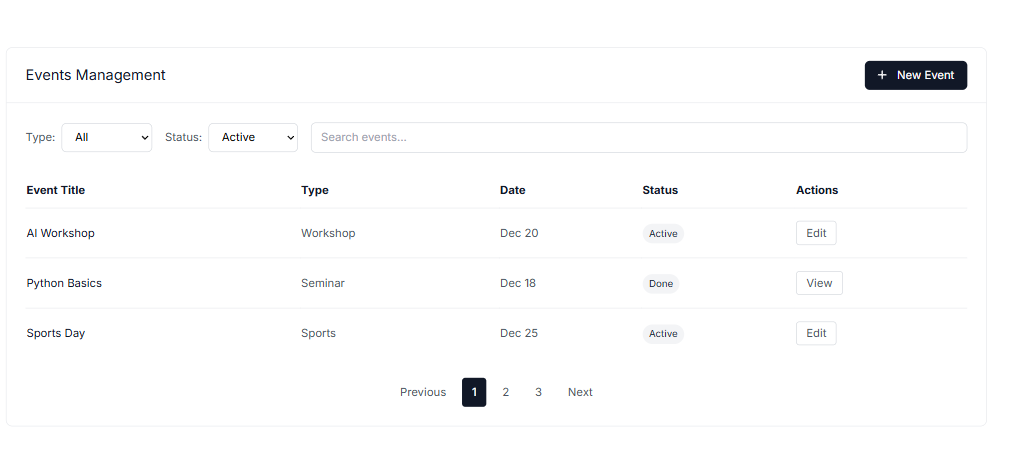 Events Management
+ New Event
Type: All Status: Active Search events...
Event Title Type Date Status Actions
AI Workshop Workshop Dec 20 Active Edit
Python Basics Seminar Dec 18 Done View
Sports Day Sports Dec 25 Active Edit
Previous 1 2 3 Next